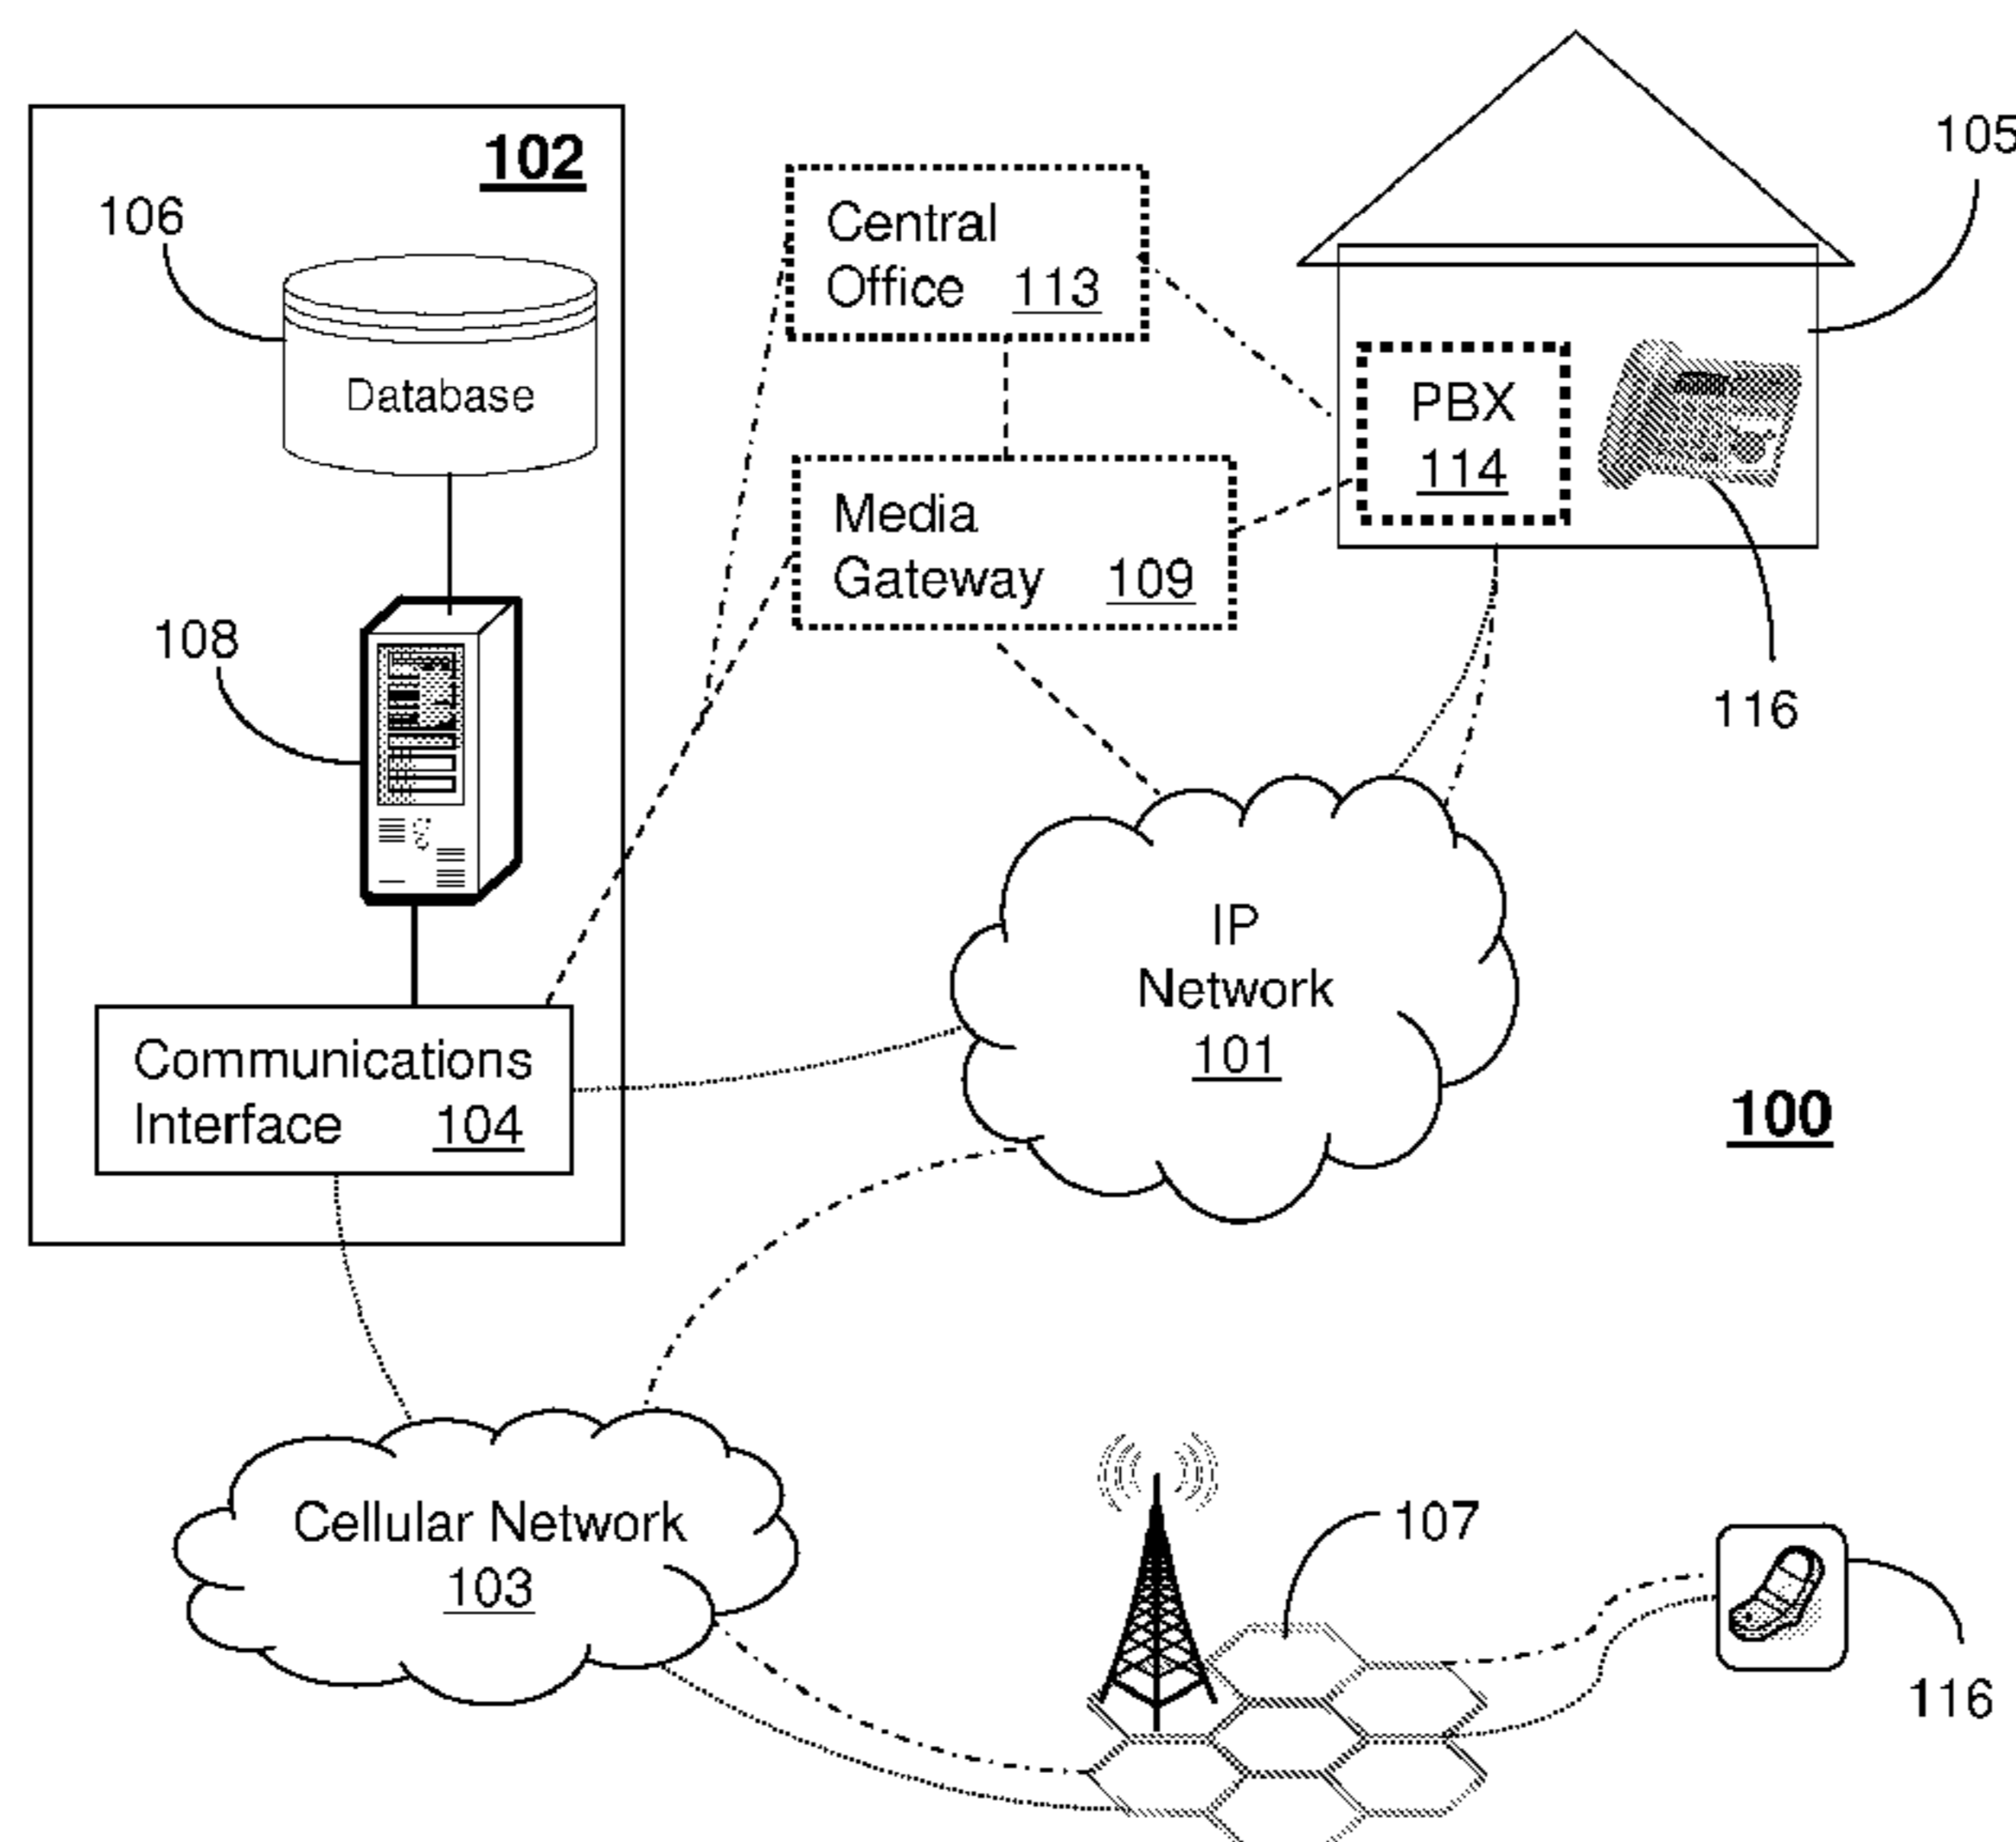 102
106
Database
108
Communications
Interface 104
Central
Office 113
Media
Gateway 109
105
PBX
114
116
IP
Network
101
100
Cellular Network
103
107
116